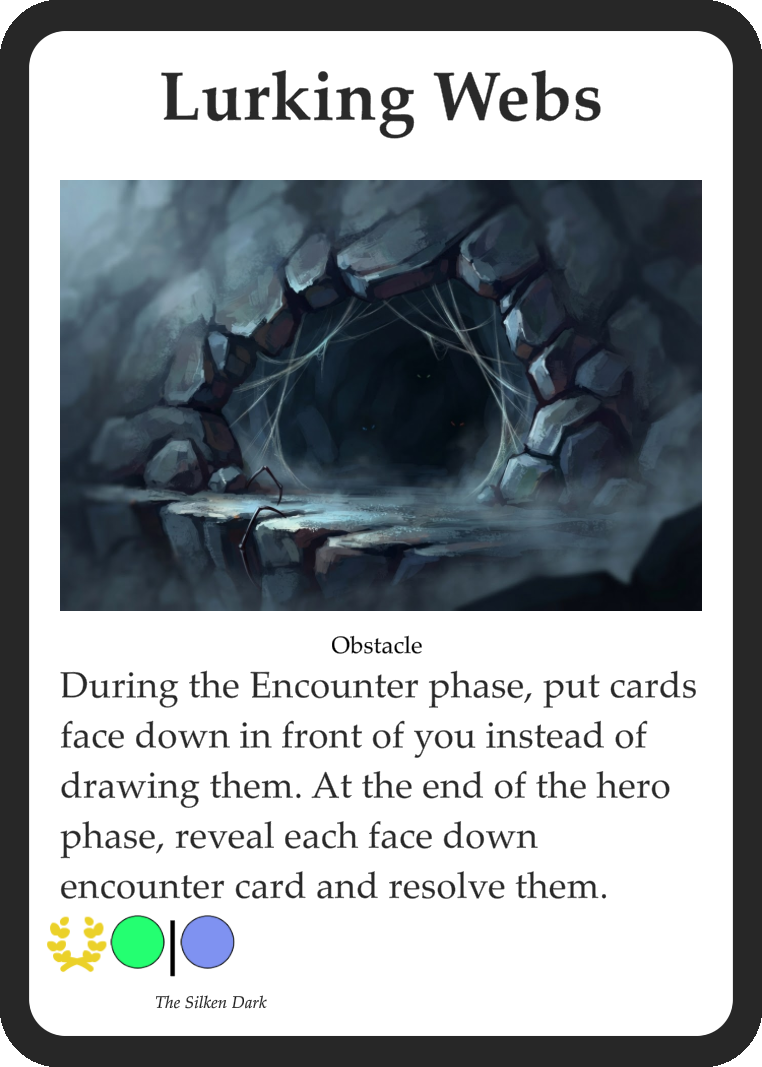 Lurking Webs
Obstacle
During the Encounter phase, put cards
face down in front of you instead of
drawing them. At the end of the hero
phase, reveal each face down
encounter card and resolve them.
The Silken Dark